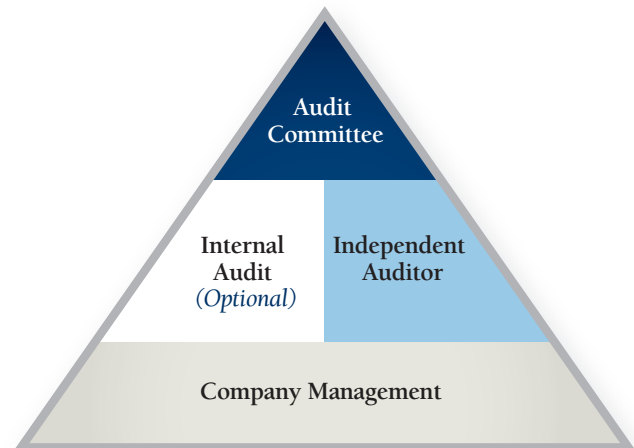 Audit
Committee
Internal
Audit
(Optional)
Independent
Auditor
Company Management